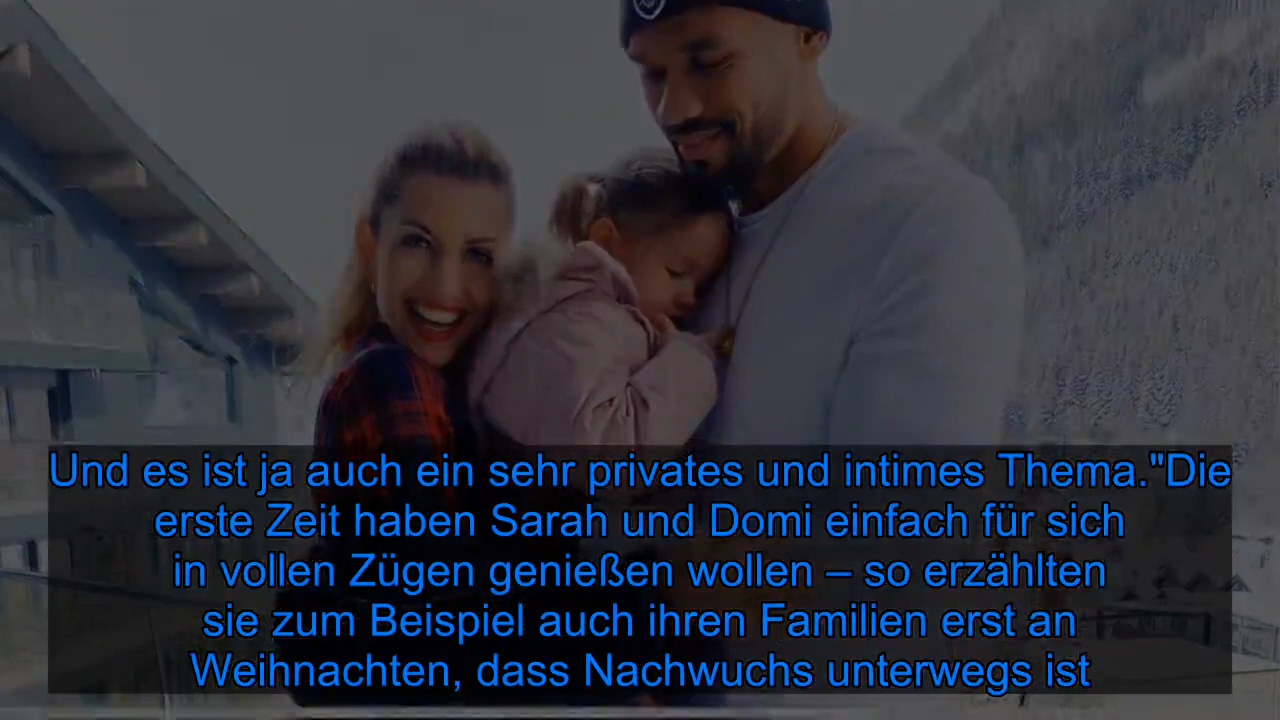 Und es ist ja auch ein sehr privates und intimes Thema."Die
erste Zeit haben Sarah und Domi einfach für sich
in vollen Zügen genießen wollen – so erzählten
sie zum Beispiel auch ihren Familien erst an
Weihnachten, dass Nachwuchs unterwegs ist